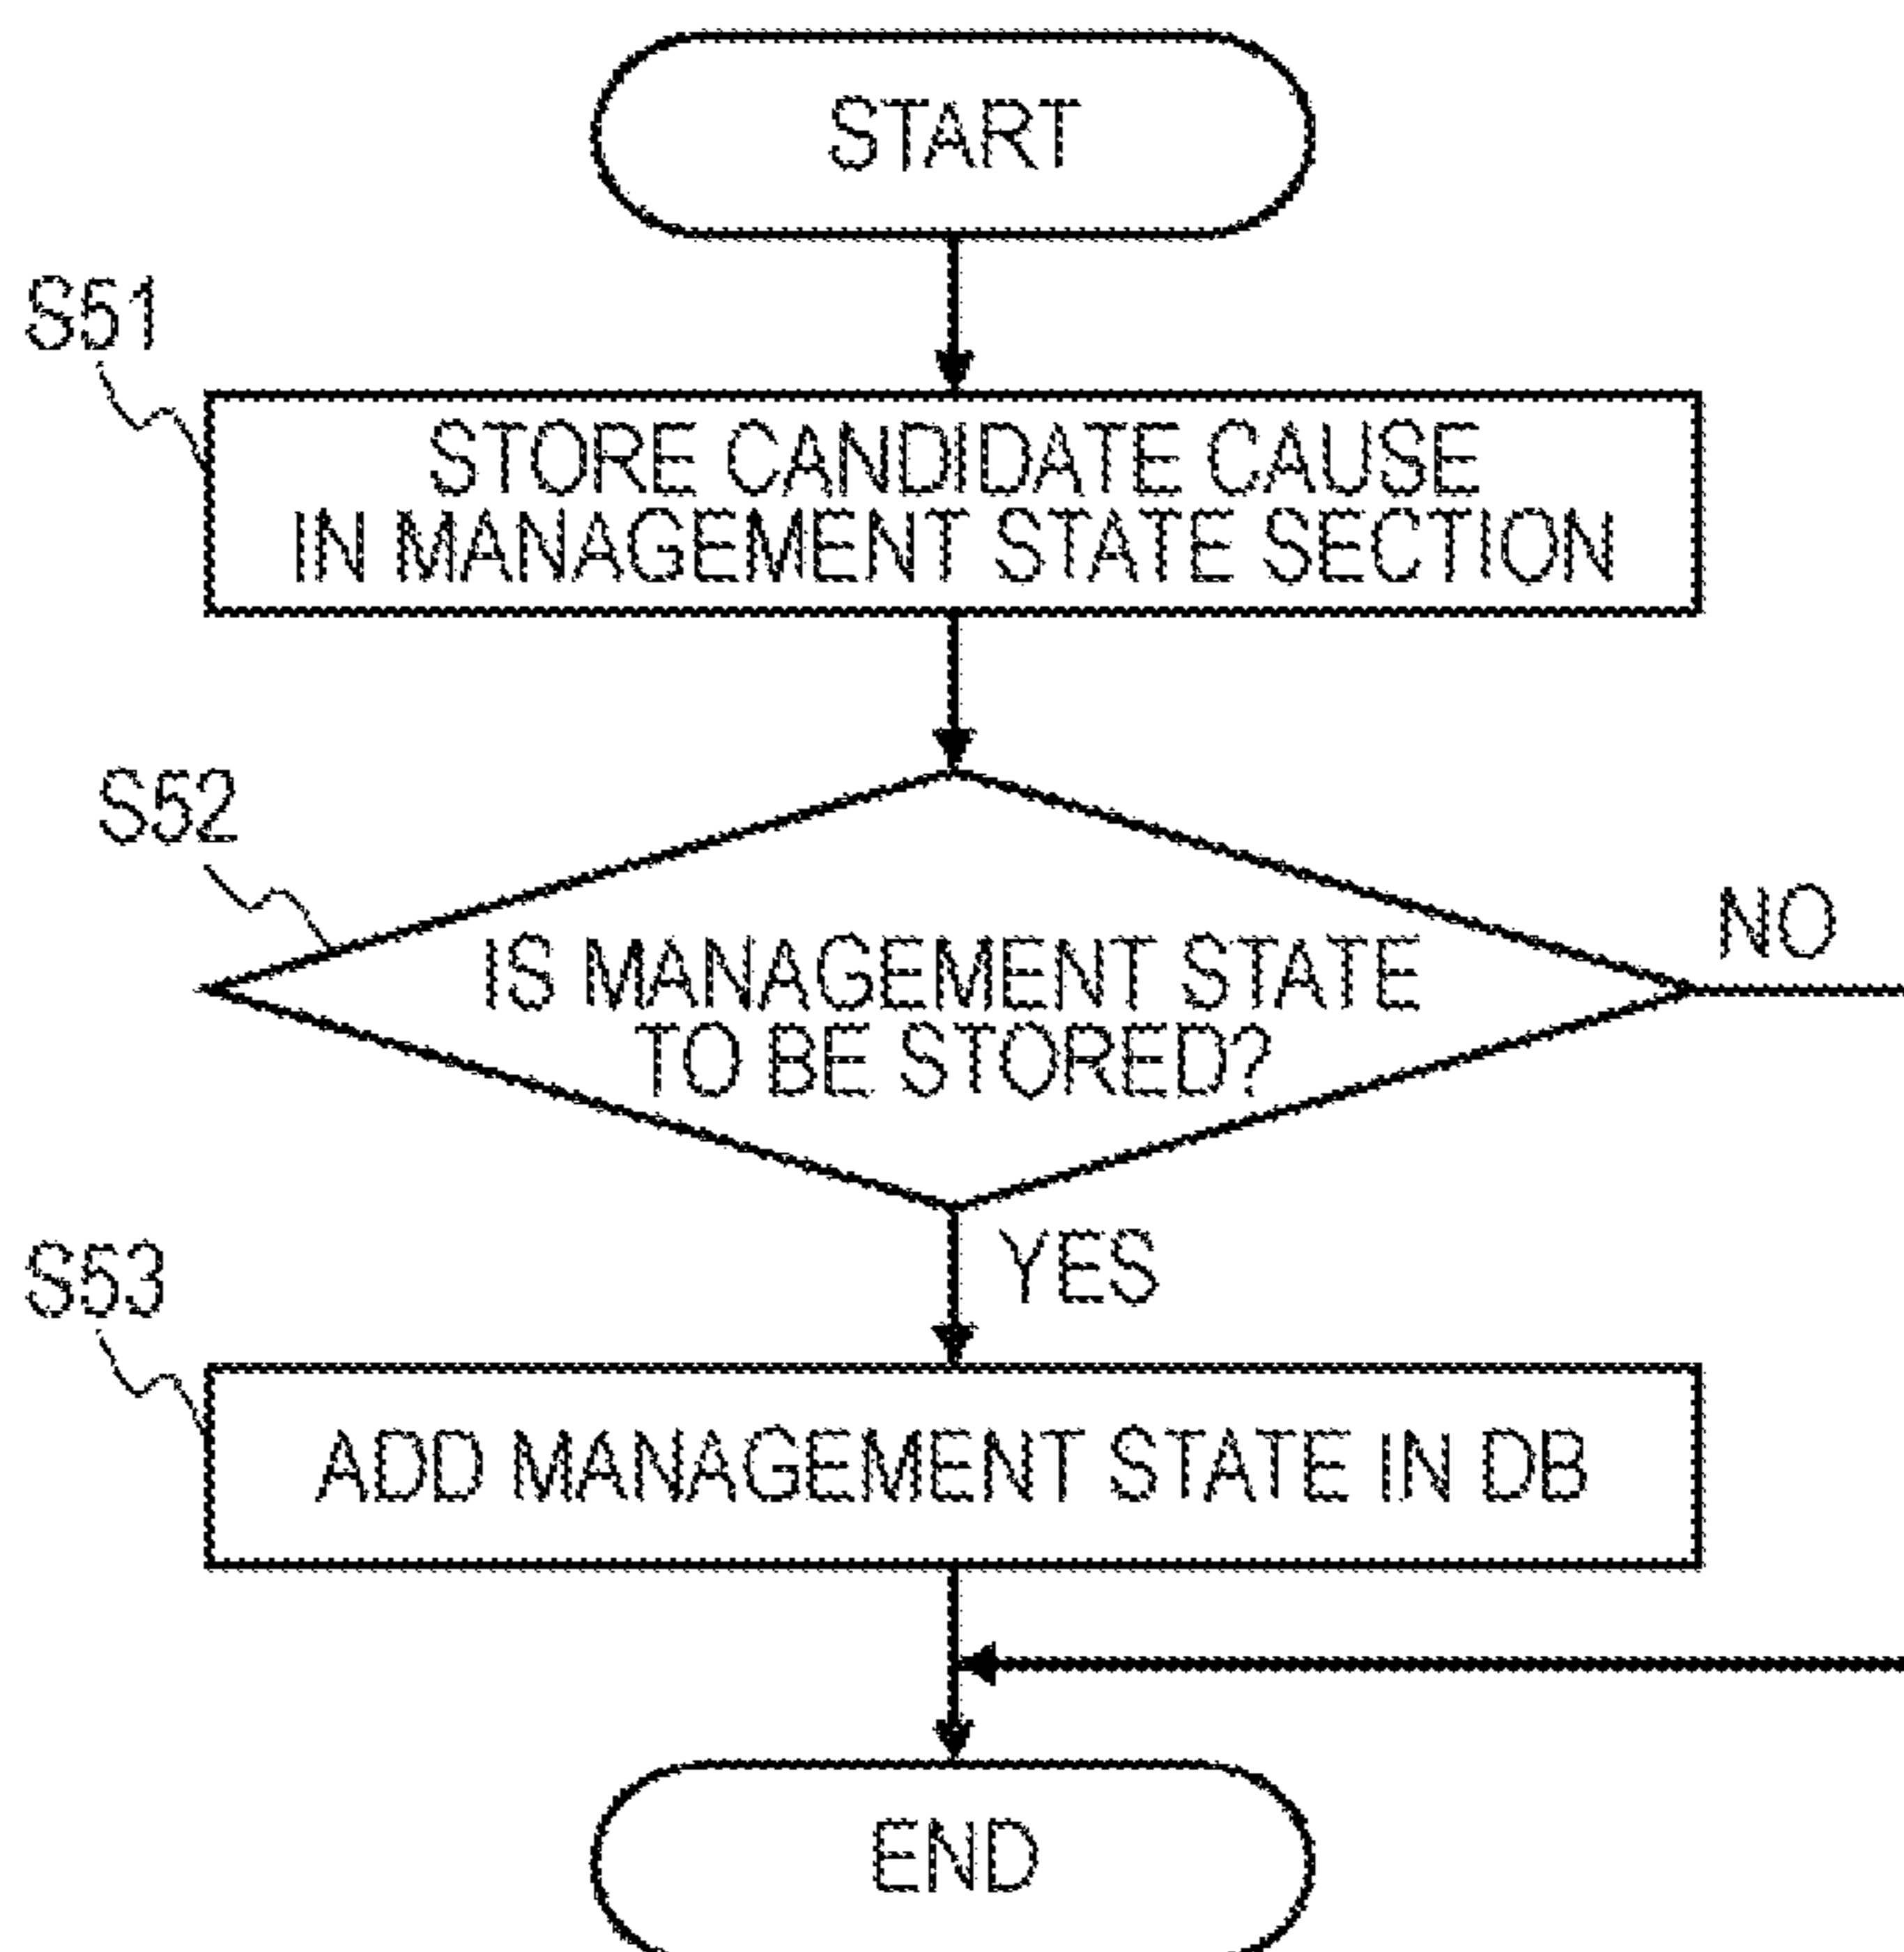 START
S51
STORE CANDIDATE CAUSE
IN MANAGEMENT STATE SECTION
S52
IS MANAGEMENT STATE
TO BE STORED?
NO
YES
S53
ADD MANAGEMENT STATE IN DB
END